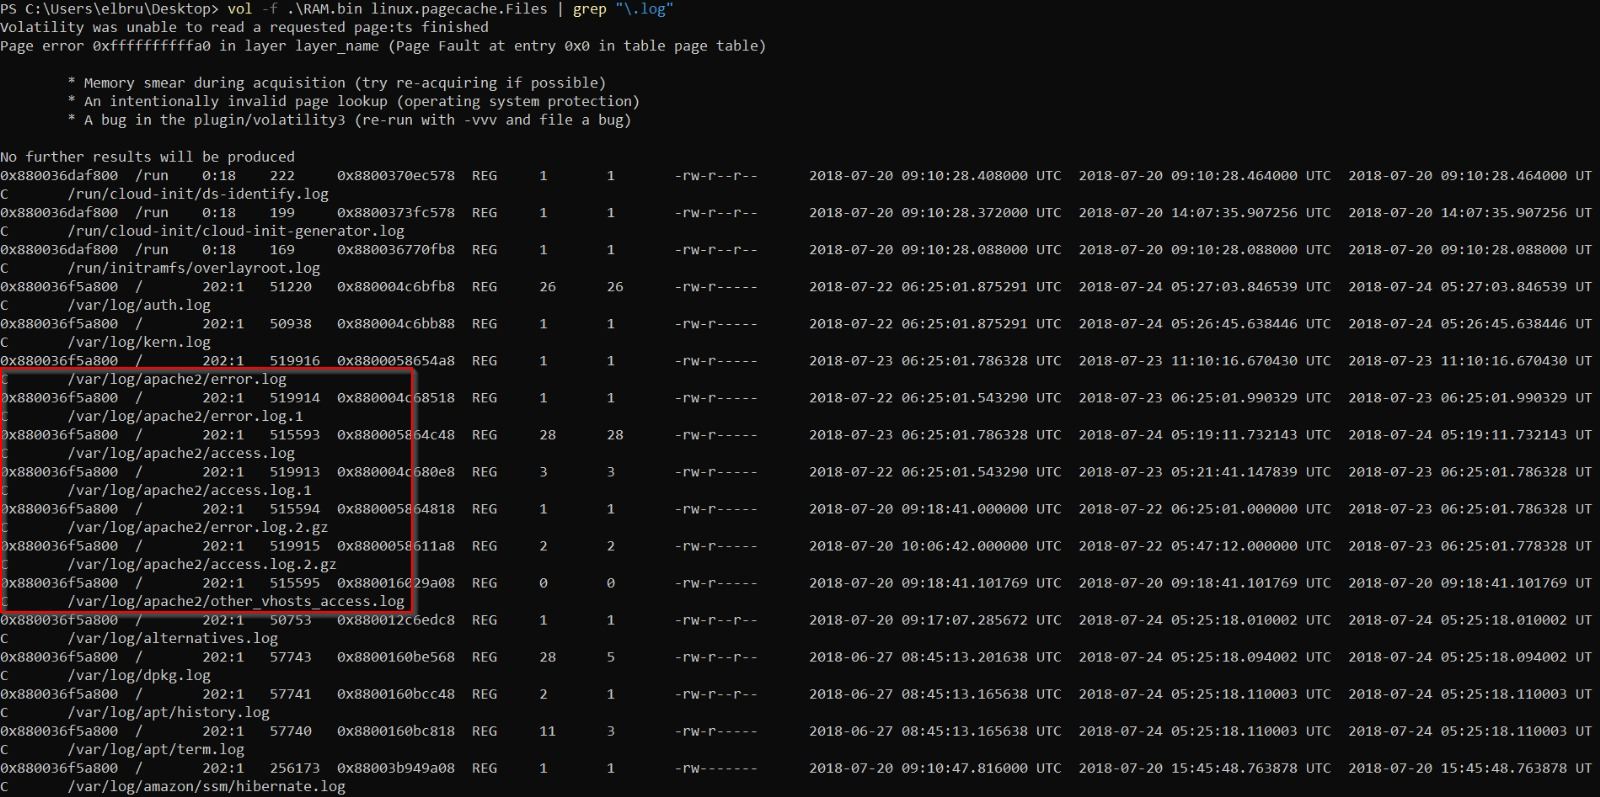 PS C:\Users\elbru\Desktop> vol -f .\RAM.bin linux.pagecache.Files | grep "\.log"
Volatility was unable to read a requested page:ts finished
Page error 0xffffffffffa0 in layer layer_name (Page Fault at entry 0x0 in table page table)
* Memory smear during acquisition (try re-acquiring if possible)
* An intentionally invalid page lookup (operating system protection)
* A bug in the plugin/volatility3 (re-run with -vvv and file a bug)
No further results will be produced
0x880036daf800 /run 0:18 222 0x8800370ec578 REG 1 1 -rw-r--r-- 2018-07-20 09:10:28.408000 UTC 2018-07-20 09:10:28.464000 UTC 2018-07-20 09:10:28.464000 UT
C /run/cloud-init/ds-identify.log
0x880036daf800 /run 0:18 199 0x8800373fc578 REG 1 1 -rw-r--r-- 2018-07-20 09:10:28.372000 UTC 2018-07-20 14:07:35.907256 UTC 2018-07-20 14:07:35.907256 UT
C /run/cloud-init/cloud-init-generator.log
0x880036daf800 /run 0:18 169 0x880036770fb8 REG 1 1 -rw-r--r-- 2018-07-20 09:10:28.088000 UTC 2018-07-20 09:10:28.088000 UTC 2018-07-20 09:10:28.088000 UT
C /run/initramfs/overlayroot.log
0x880036f5a800 / 202:1 51220 0x880004c6bfb8 REG 26 26 -rw-r----- 2018-07-22 06:25:01.875291 UTC 2018-07-24 05:27:03.846539 UTC 2018-07-24 05:27:03.846539 UT
C /var/log/auth.log
0x880036f5a800 / 202:1 50938 0x880004c6bb88 REG 1 1 -rw-r----- 2018-07-22 06:25:01.875291 UTC 2018-07-24 05:26:45.638446 UTC 2018-07-24 05:26:45.638446 UT
C /var/log/kern.log
0x880036f5a800 / 202:1 519916 0x8800058654a8 REG 1 1 -rw-r----- 2018-07-23 06:25:01.786328 UTC 2018-07-23 11:10:16.670430 UTC 2018-07-23 11:10:16.670430 UT
C /var/log/apache2/error.log
0x880036f5a800 / 202:1 519914 0x880004c68518 REG 1 1 -rw-r----- 2018-07-22 06:25:01.543290 UTC 2018-07-23 06:25:01.990329 UTC 2018-07-23 06:25:01.990329 UT
C /var/log/apache2/error.log.1
0x880036f5a800 / 202:1 515593 0x880005864c48 REG 28 28 -rw-r----- 2018-07-23 06:25:01.786328 UTC 2018-07-24 05:19:11.732143 UTC 2018-07-24 05:19:11.732143 UT
C /var/log/apache2/access.log
0x880036f5a800 / 202:1 519913 0x880004c680e8 REG 3 3 -rw-r----- 2018-07-22 06:25:01.543290 UTC 2018-07-23 05:21:41.147839 UTC 2018-07-23 06:25:01.786328 UT
C /var/log/apache2/access.log.1
0x880036f5a800 / 202:1 515594 0x880005864818 REG 1 1 -rw-r----- 2018-07-20 09:18:41.000000 UTC 2018-07-22 06:25:01.000000 UTC 2018-07-23 06:25:01.786328 UT
C /var/log/apache2/error.log.2.gz
0x880036f5a800 / 202:1 519915 0x8800058611a8 REG 2 2 -rw-r----- 2018-07-20 10:06:42.000000 UTC 2018-07-22 05:47:12.000000 UTC 2018-07-23 06:25:01.778328 UT
C /var/log/apache2/access.log.2.gz
0x880036f5a800 / 202:1 515595 0x880016029a08 REG 0 0 -rw-r----- 2018-07-20 09:18:41.101769 UTC 2018-07-20 09:18:41.101769 UTC 2018-07-20 09:18:41.101769 UT
C /var/log/apache2/other_vhosts_access.log
0x880036f5a800 / 202:1 50753 0x880012c6edc8 REG 1 1 -rw-r--r-- 2018-07-20 09:17:07.285672 UTC 2018-07-24 05:25:18.010002 UTC 2018-07-24 05:25:18.010002 UT
C /var/log/alternatives.log
0x880036f5a800 / 202:1 57743 0x8800160be568 REG 28 5 -rw-r--r-- 2018-06-27 08:45:13.201638 UTC 2018-07-24 05:25:18.094002 UTC 2018-07-24 05:25:18.094002 UT
C /var/log/dpkg.log
0x880036f5a800 / 202:1 57741 0x8800160bcc48 REG 2 1 -rw-r--r-- 2018-06-27 08:45:13.165638 UTC 2018-07-24 05:25:18.110003 UTC 2018-07-24 05:25:18.110003 UT
C /var/log/apt/history.log
0x880036f5a800 / 202:1 57740 0x8800160bc818 REG 11 3 -rw-r----- 2018-06-27 08:45:13.165638 UTC 2018-07-24 05:25:18.110003 UTC 2018-07-24 05:25:18.110003 UT
C /var/log/apt/term.log
0x880036f5a800 / 202:1 256173 0x88003b949a08 REG 1 1 -rw------- 2018-07-20 09:10:47.816000 UTC 2018-07-20 15:45:48.763878 UTC 2018-07-20 15:45:48.763878 UT
C /var/log/amazon/ssm/hibernate.log